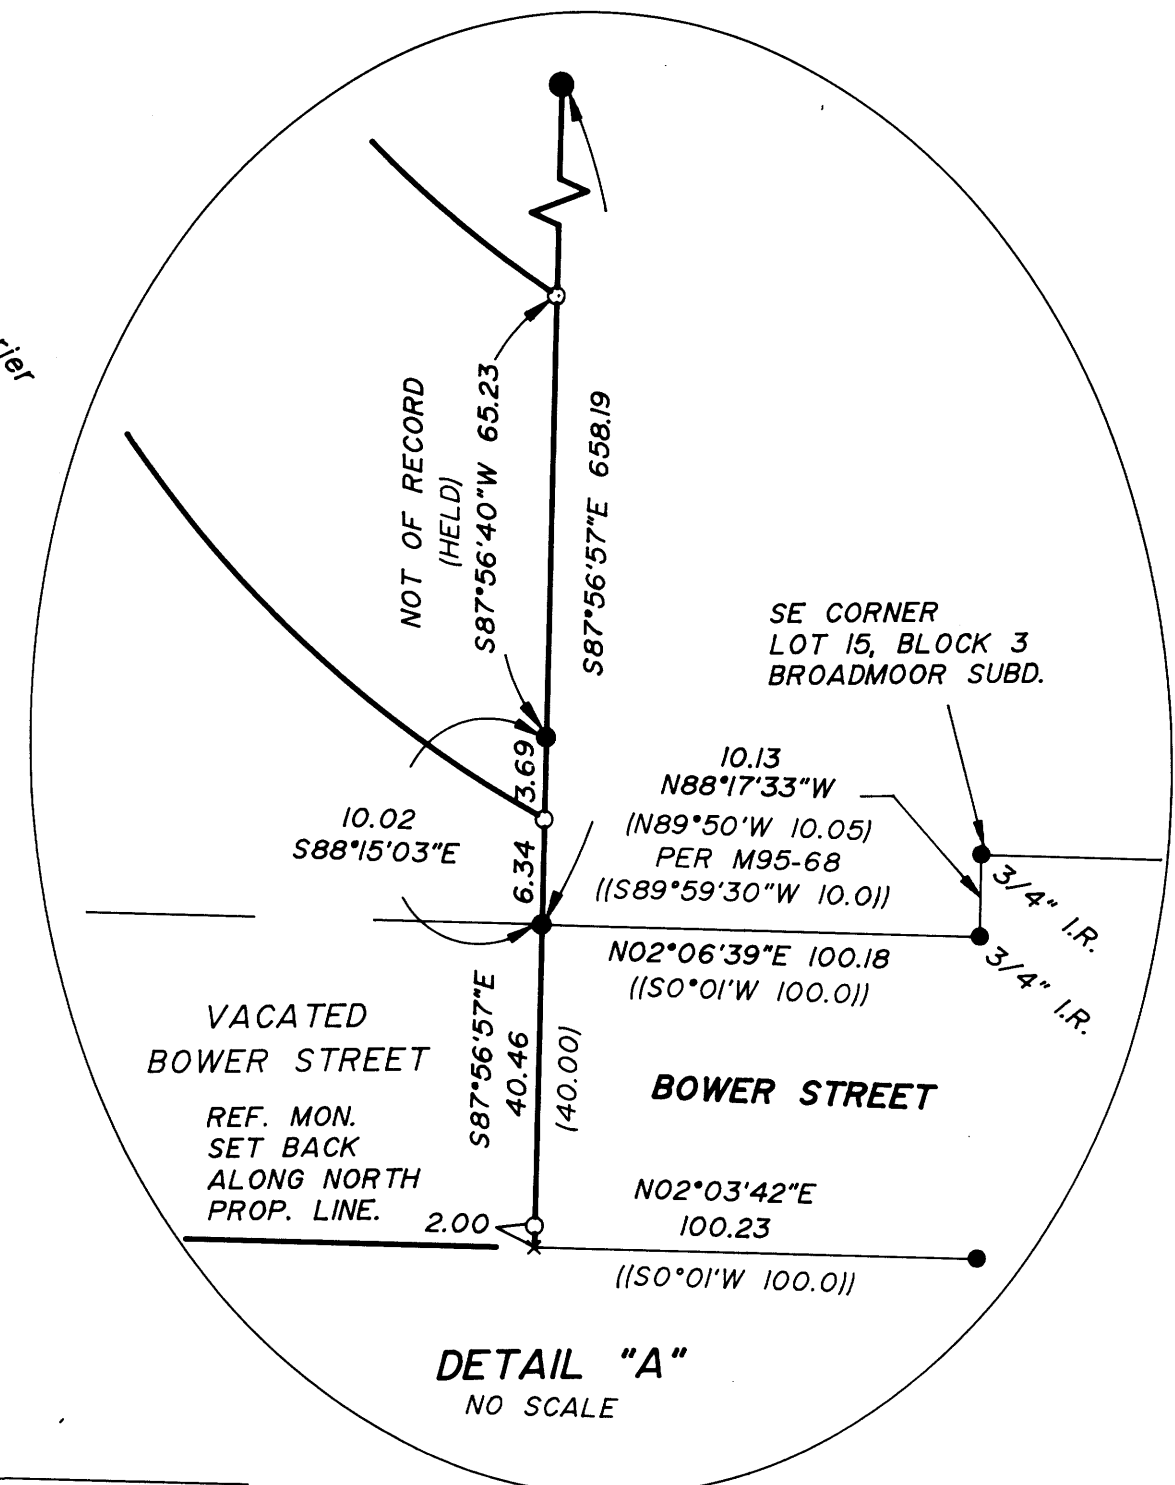 rier
NOT OF RECORD
(HELD)
S87°56'40"W 65.23
S87°56'57"E 658.19
SE CORNER
LOT 15, BLOCK 3
BROADMOOR SUBD.
10.13
N88°17'33"W
(N89°50'W 10.05)
PER M95-68
((S89°59'30"W 10.0))
3.69
10.02
S88°15'03"E
6.34
3/4" I.R.
3/4" I.R.
N02°06'39"E 100.18
((S0°01'W 100.0))
VACATED
BOWER STREET
S87°56'57"E
40.46
(40.00)
BOWER STREET
REF. MON.
SET BACK
ALONG NORTH
PROP. LINE.
2.00
N02°03'42"E
100.23
((S0°01'W 100.0))
DETAIL "A"
NO SCALE